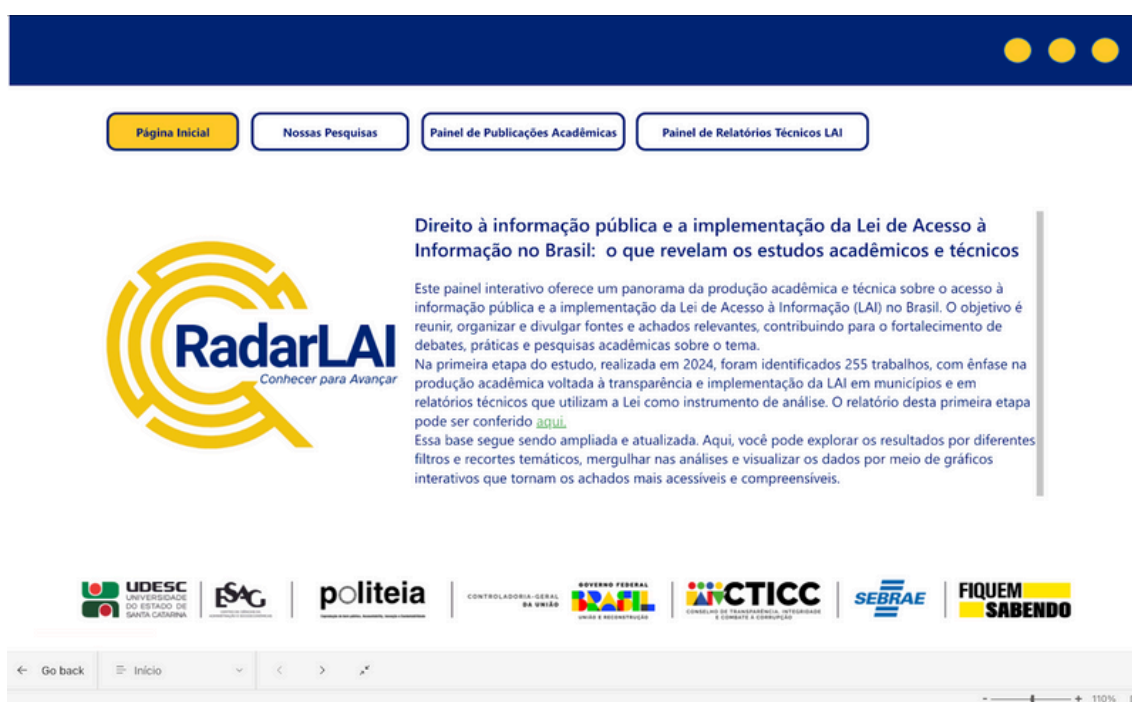 Página Inicial
Nossas Pesquisas
Painel de Publicações Acadêmicas
Painel de Relatórios Técnicos LAI
Direito à informação pública e a implementação da Lei de Acesso à
Informação no Brasil: o que revelam os estudos acadêmicos e técnicos
Este painel interativo oferece um panorama da produção acadêmica e técnica sobre o acesso à
informação pública e a implementação da Lei de Acesso à Informação (LAI) no Brasil. O objetivo é
reunir, organizar e divulgar fontes e achados relevantes, contribuindo para o fortalecimento de
debates, práticas e pesquisas acadêmicas sobre o tema.
Na primeira etapa do estudo, realizada em 2024, foram identificados 255 trabalhos, com ênfase na
produção acadêmica voltada à transparência e implementação da LAI em municípios e em
relatórios técnicos que utilizam a Lei como instrumento de análise. O relatório desta primeira etapa
pode ser conferido aqui.
Essa base segue sendo ampliada e atualizada. Aqui, você pode explorar os resultados por diferentes
filtros e recortes temáticos, mergulhar nas análises e visualizar os dados por meio de gráficos
interativos que tornam os achados mais acessíveis e compreensíveis.
RadarLAI
Conhecer para Avançar
UDESC
UNIVERSIDADE
DO ESTADO DE
SANTA CATARINA
ESAG
politeia
CONTROLADORIA-GERAL
DA UNIÃO
GOVERNO FEDERAL
BRASIL
UNIÃO E RECONSTRUÇÃO
CTICC
CONSELHO DE TRANSPARÊNCIA, INTEGRIDADE
E COMBATE À CORRUPÇÃO
SEBRAE
FIQUEM
SABENDO
Go back
Início
110%